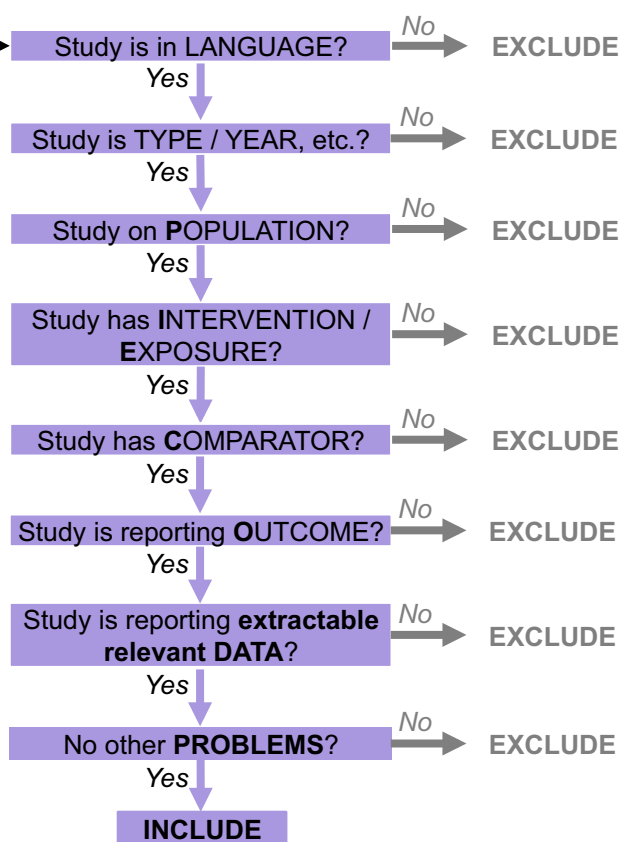 Study is in LANGUAGE?
No
EXCLUDE
Yes
Study is TYPE / YEAR, etc.?
No
EXCLUDE
Yes
Study on POPULATION?
No
EXCLUDE
Yes
Study has INTERVENTION /
EXPOSURE?
No
EXCLUDE
Yes
Study has COMPARATOR?
No
EXCLUDE
Yes
Study is reporting OUTCOME?
No
EXCLUDE
Yes
Study is reporting extractable
relevant DATA?
No
EXCLUDE
Yes
No other PROBLEMS?
No
EXCLUDE
Yes
INCLUDE